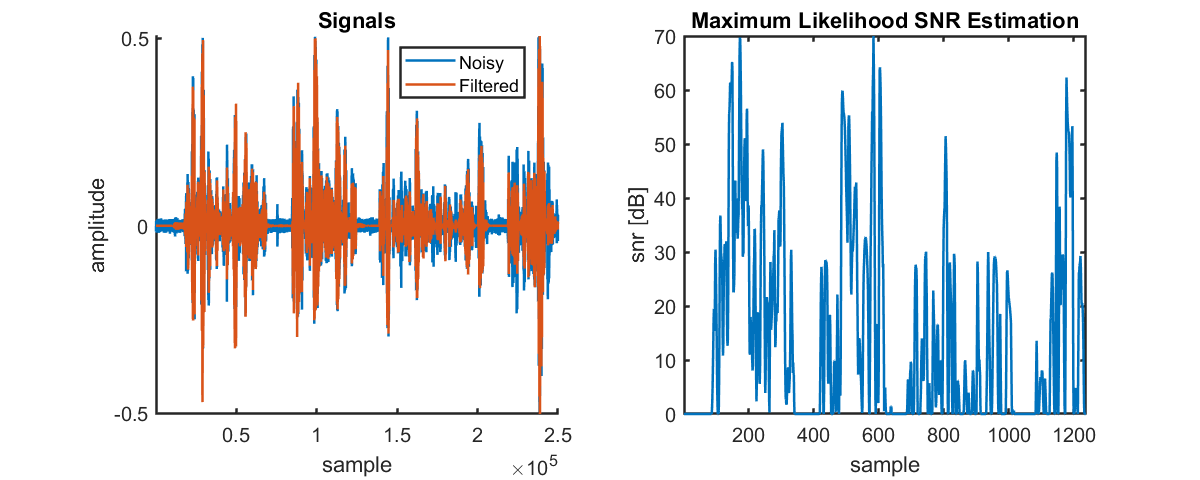 Signals
0.5
0
-0.5
amplitude
Noisy
Filtered
0.5 1 1.5 2 2.5
sample
×10^5
Maximum Likelihood SNR Estimation
70
60
50
40
30
20
10
0
snr [dB]
200 400 600 800 1000 1200
sample